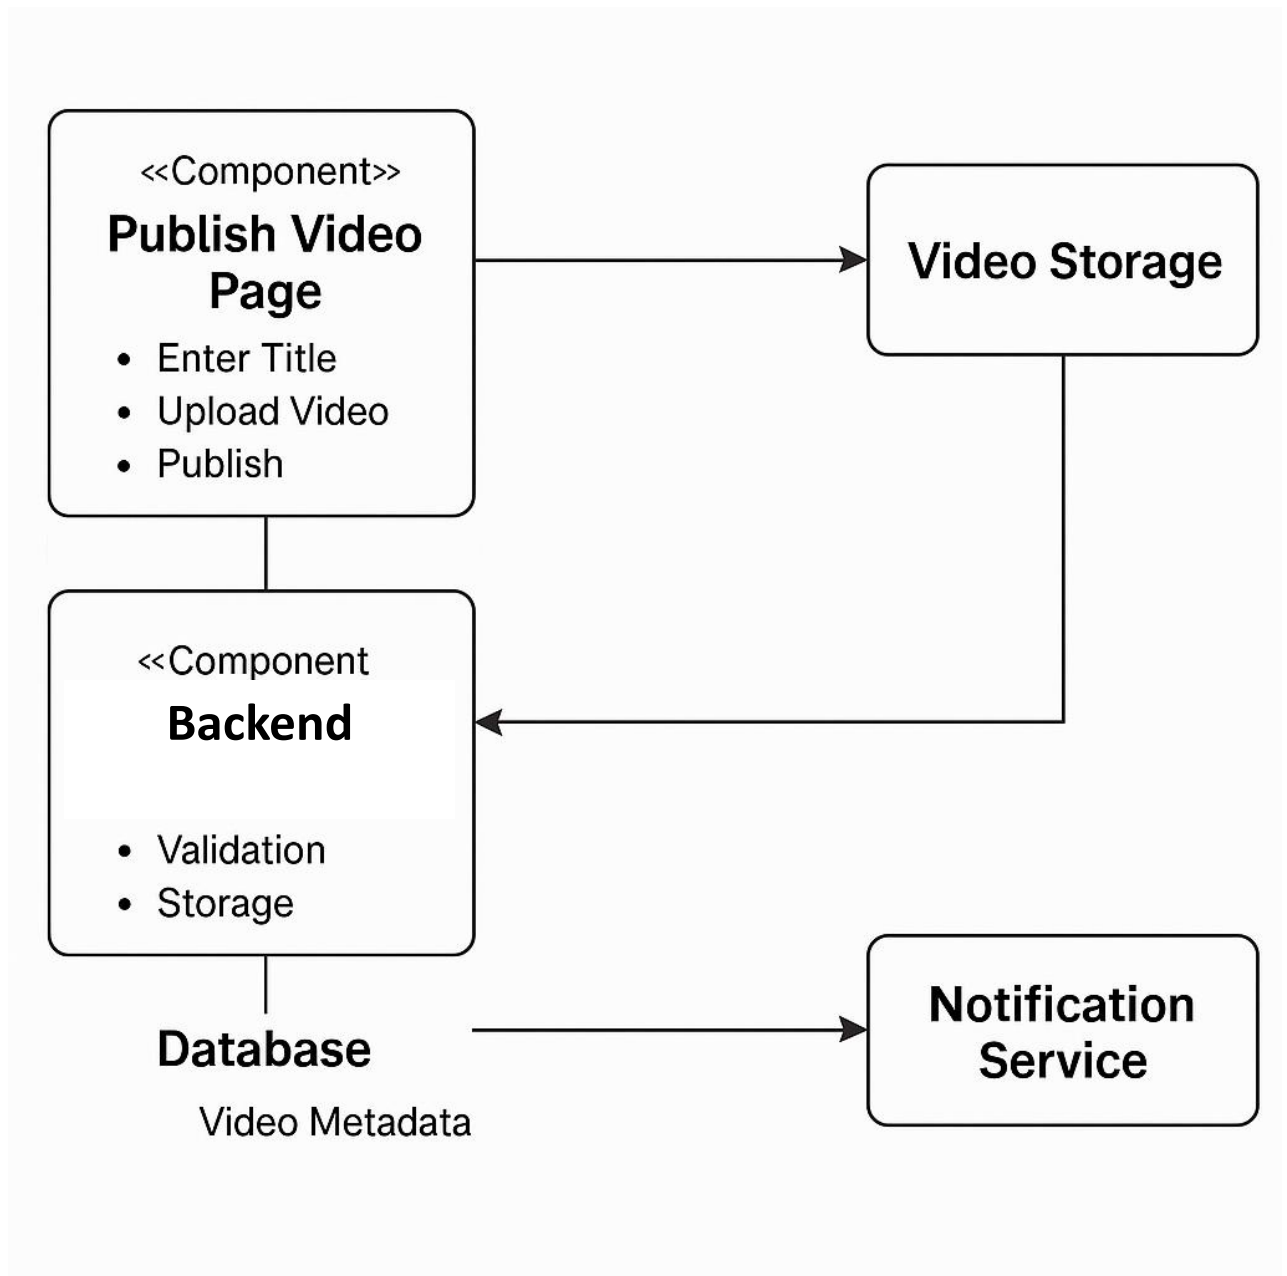 <<Component>>
Publish Video
Page
• Enter Title
• Upload Video
• Publish
Video Storage
<<Component
Backend
• Validation
• Storage
Database
Video Metadata
Notification
Service